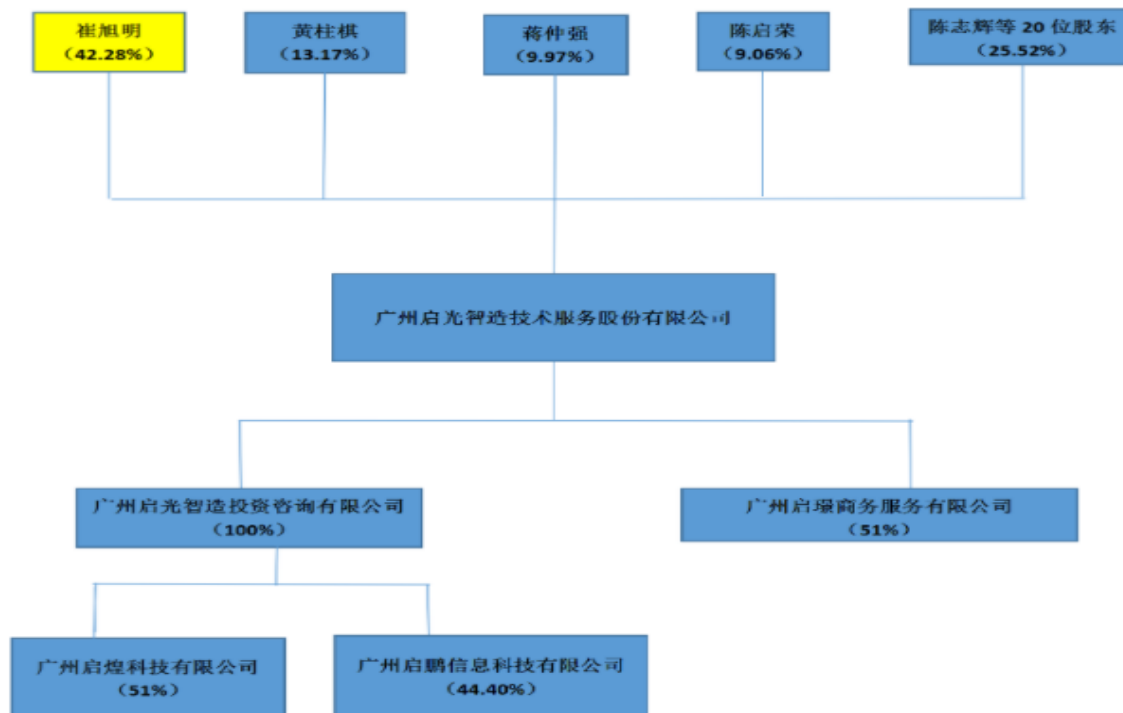 崔旭明
（42.28%）
黄柱棋
（13.17%）
蒋仲强
（9.97%）
陈启荣
（9.06%）
陈志辉等 20 位股东
（25.52%）
广州启光智造技术服务股份有限公司
广州启光智造投资咨询有限公司
（100%）
广州启璟商务服务有限公司
（51%）
广州启煌科技有限公司
（51%）
广州启鹏信息科技有限公司
（44.40%）